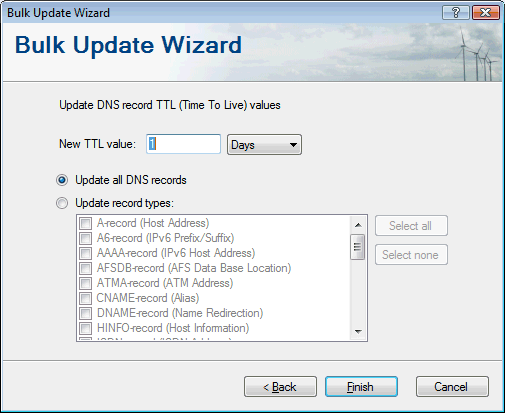 Bulk Update Wizard
Bulk Update Wizard
Update DNS record TTL (Time To Live) values
New TTL value: 1 Days
Update all DNS records
Update record types:
A-record (Host Address)
A6-record (IPv6 Prefix/Suffix)
AAAA-record (IPv6 Host Address)
AFSDB-record (AFS Data Base Location)
ATMA-record (ATM Address)
CNAME-record (Alias)
DNAME-record (Name Redirection)
HINFO-record (Host Information)
Select all
Select none
< Back Finish Cancel